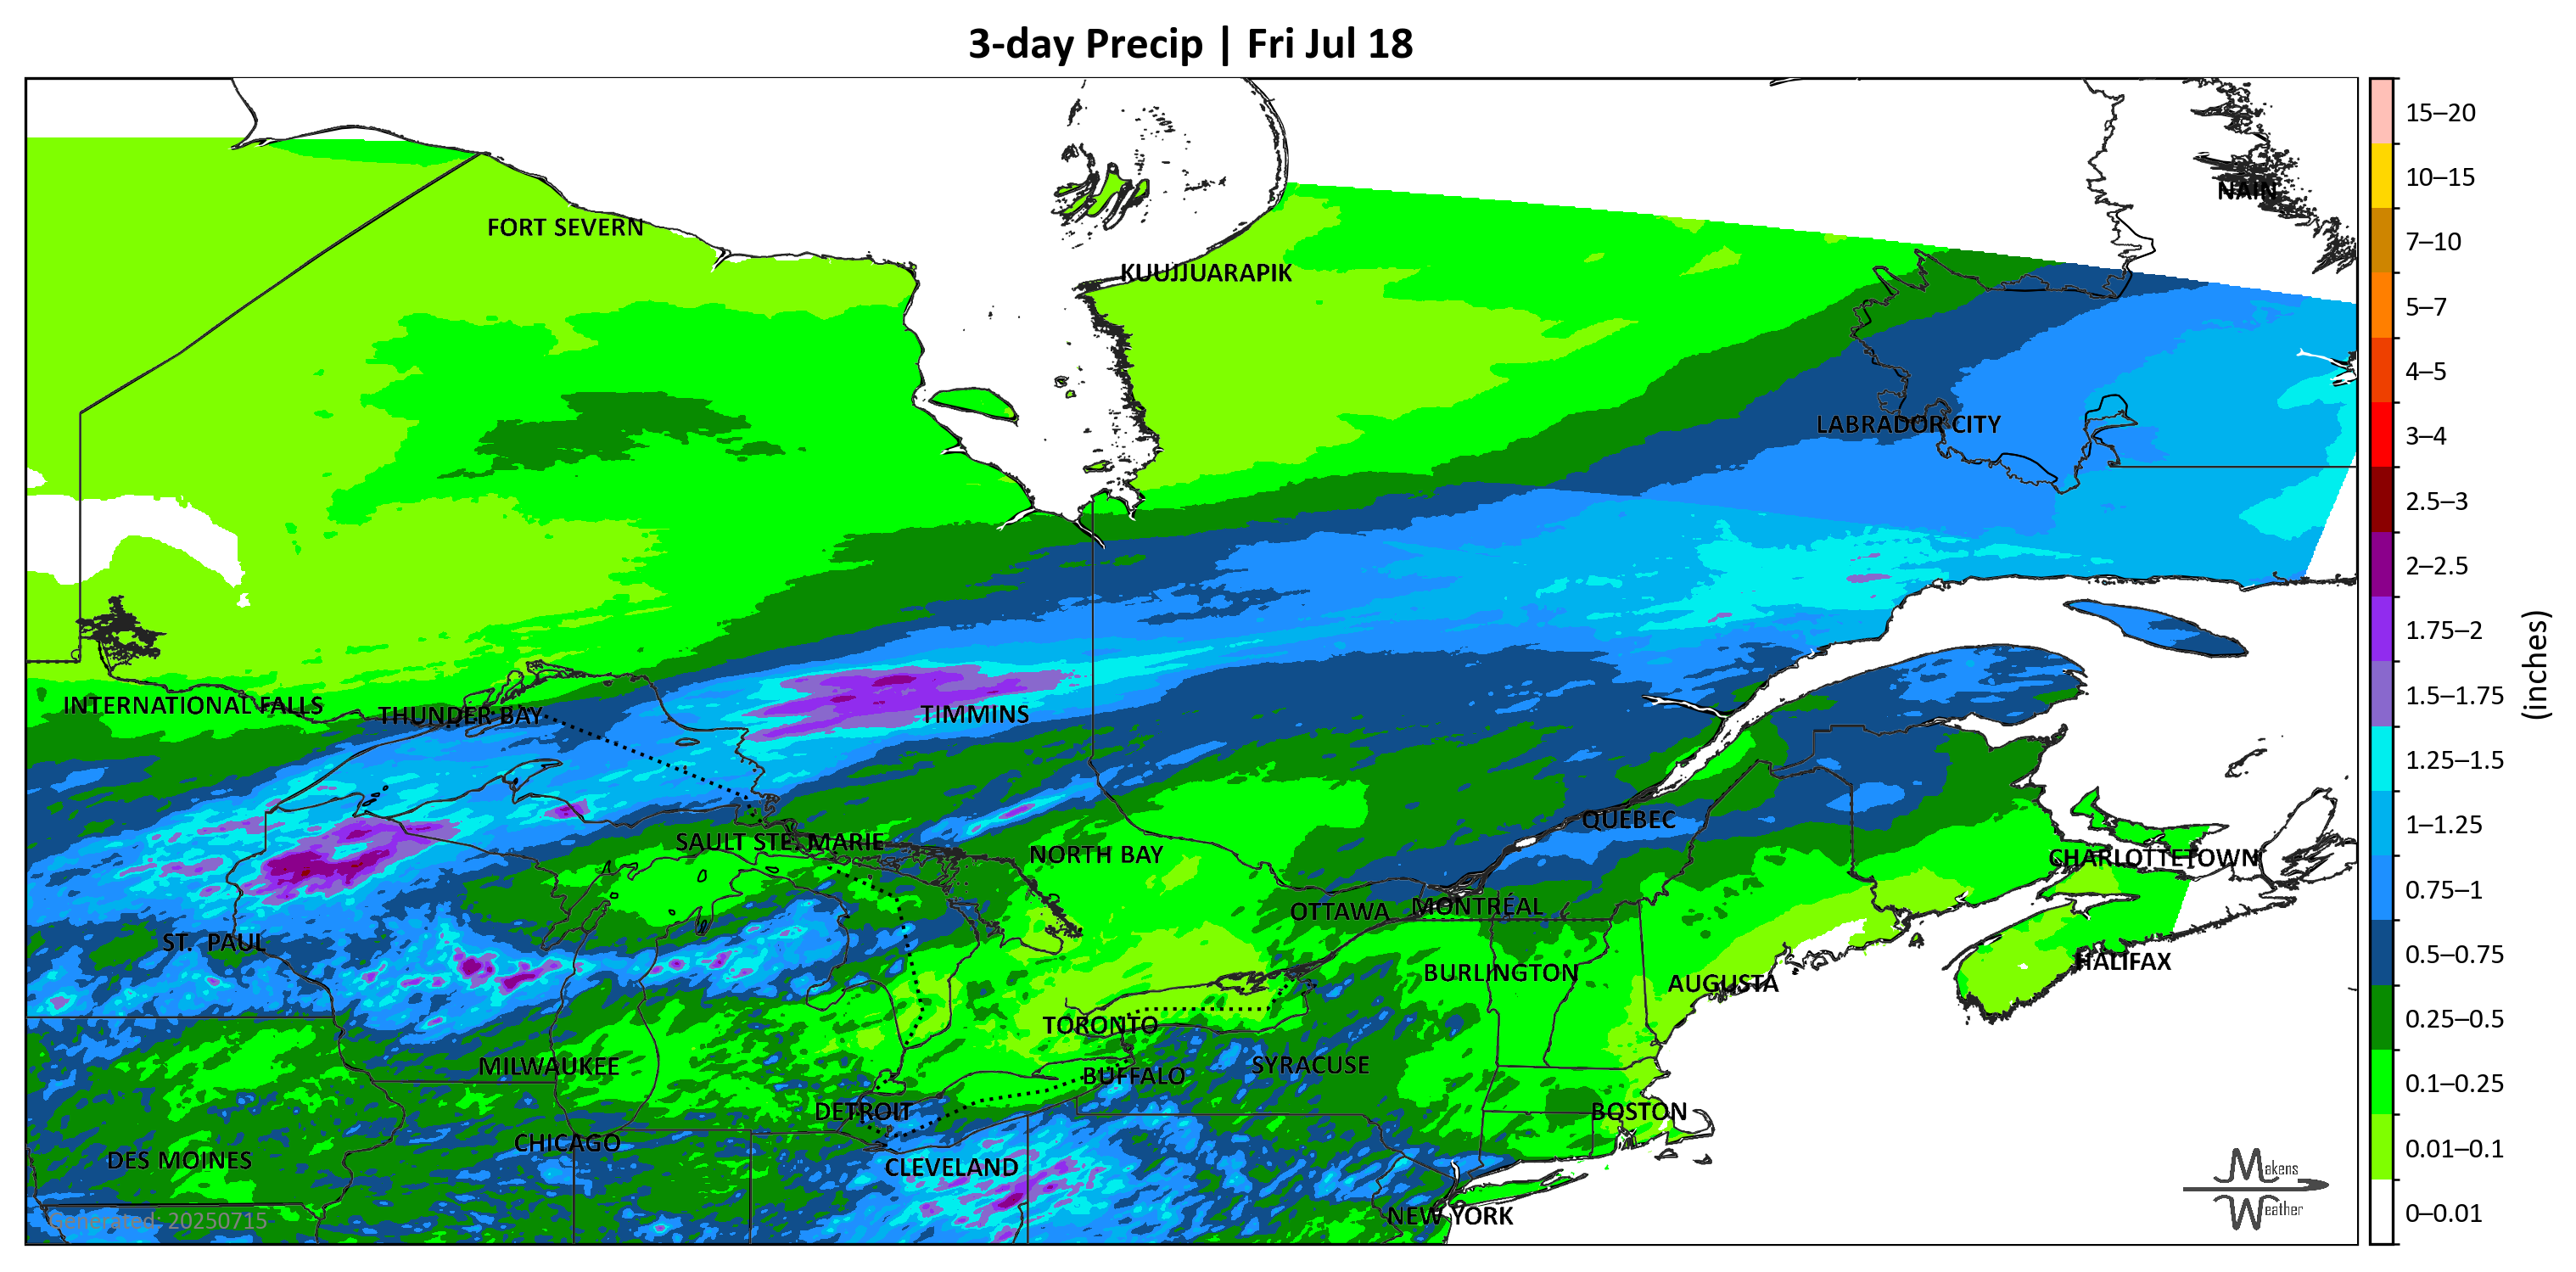 3-day Precip | Fri Jul 18
NAIN
FORT SEVERN
KUUJJUARAPIK
LABRADOR CITY
INTERNATIONAL FALLS
THUNDER BAY
TIMMINS
QUEBEC
SAULT STE. MARIE
NORTH BAY
CHARLOTTETOWN
OTTAWA
MONTRÉAL
ST. PAUL
HALIFAX
BURLINGTON
AUGUSTA
TORONTO
MILWAUKEE
SYRACUSE
BUFFALO
DETROIT
BOSTON
CHICAGO
DES MOINES
CLEVELAND
NEW YORK
Generated: 20250715
Makens
Weather
15–20
10–15
7–10
5–7
4–5
3–4
2.5–3
2–2.5
1.75–2
1.5–1.75
1.25–1.5
1–1.25
0.75–1
0.5–0.75
0.25–0.5
0.1–0.25
0.01–0.1
0–0.01
(inches)